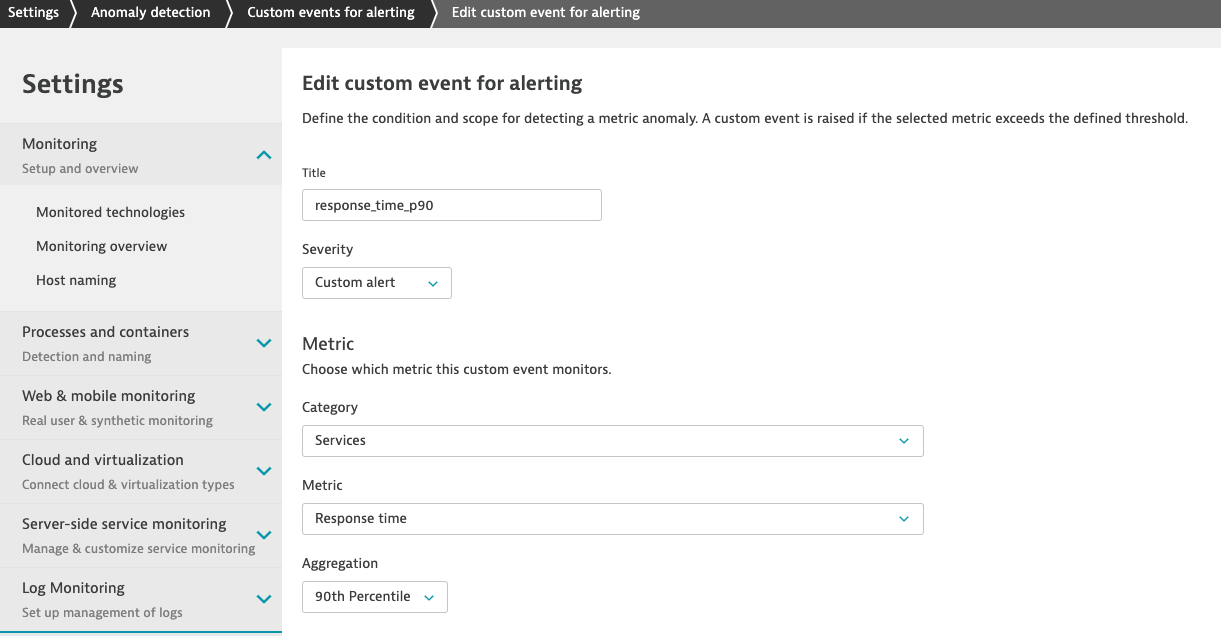 Settings
Anomaly detection
Custom events for alerting
Edit custom event for alerting
Settings
Monitoring
Setup and overview
Monitored technologies
Monitoring overview
Host naming
Processes and containers
Detection and naming
Web & mobile monitoring
Real user & synthetic monitoring
Cloud and virtualization
Connect cloud & virtualization types
Server-side service monitoring
Manage & customize service monitoring
Log Monitoring
Set up management of logs
Edit custom event for alerting
Define the condition and scope for detecting a metric anomaly. A custom event is raised if the selected metric exceeds the defined threshold.
Title
response_time_p90
Severity
Custom alert
Metric
Choose which metric this custom event monitors.
Category
Services
Metric
Response time
Aggregation
90th Percentile